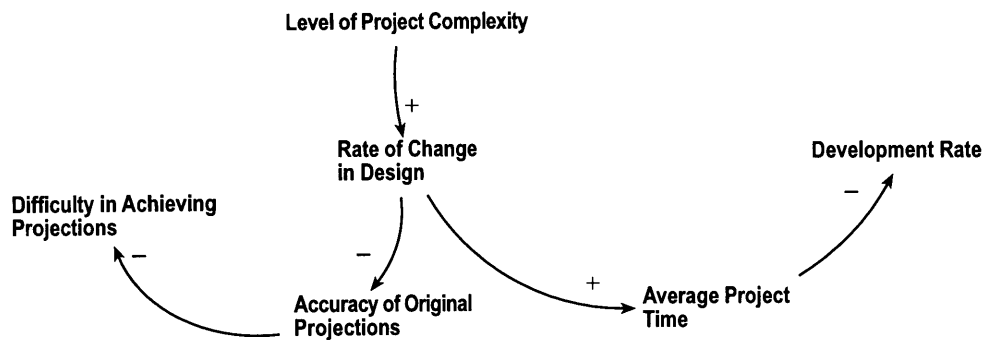 Level of Project Complexity
+
Rate of Change
in Design
Development Rate
−
Difficulty in Achieving
Projections
−
−
+
Accuracy of Original
Projections
Average Project
Time